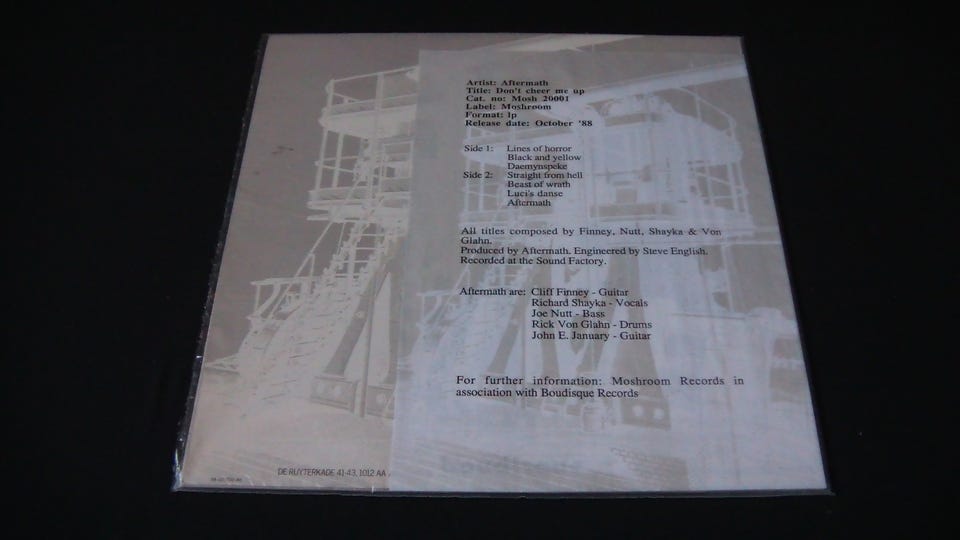 Artist: Aftermath
Title: Don't cheer me up
Cat. no: Mosh 20001
Label: Moshroom
Format: lp
Release date: October '88
Side 1: Lines of horror
Black and yellow
Daemynspeke
Side 2: Straight from hell
Beast of wrath
Luci's danse
Aftermath
All titles composed by Finney, Nutt, Shayka & Von
Glahn.
Produced by Aftermath. Engineered by Steve English.
Recorded at the Sound Factory.
Aftermath are: Cliff Finney - Guitar
Richard Shayka - Vocals
Joe Nutt - Bass
Rick Von Glahn - Drums
John E. January - Guitar
For further information: Moshroom Records in
association with Boudisque Records
DE RUYTERKADE 41-43, 1012 AA